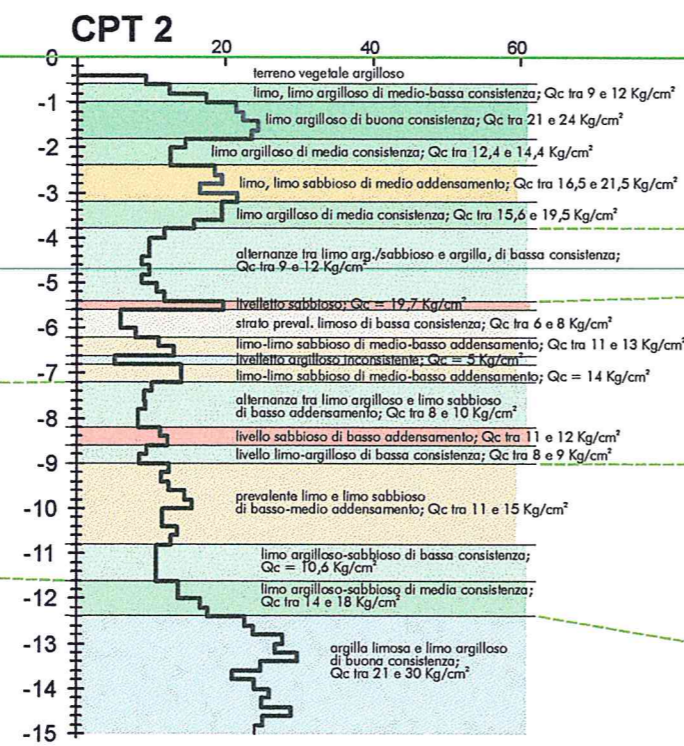 CPT 2
0 20 40 60
terreno vegetale argilloso
limo, limo argilloso di medio-bassa consistenza; Qc tra 9 e 12 Kg/cm²
-1
limo argilloso di buona consistenza; Qc tra 21 e 24 Kg/cm²
-2
limo argilloso di media consistenza; Qc tra 12,4 e 14,4 Kg/cm²
limo, limo sabbioso di medio addensamento; Qc tra 16,5 e 21,5 Kg/cm²
-3
limo argilloso di media consistenza; Qc tra 15,6 e 19,5 Kg/cm²
-4
alternanze tra limo arg./sabbioso e argilla, di bassa consistenza;
Qc tra 9 e 12 Kg/cm²
-5
livelletto sabbioso; Qc = 19,7 Kg/cm²
strato preval. limoso di bassa consistenza; Qc tra 6 e 8 Kg/cm²
-6
limo-limo sabbioso di medio-basso addensamento; Qc tra 11 e 13 Kg/cm²
livelletto argilloso inconsistente; Qc = 5 Kg/cm²
-7
limo-limo sabbioso di medio-basso addensamento; Qc = 14 Kg/cm²
alternanza tra limo argilloso e limo sabbioso
di basso addensamento; Qc tra 8 e 10 Kg/cm²
-8
livello sabbioso di basso addensamento; Qc tra 11 e 12 Kg/cm²
livello limo-argilloso di bassa consistenza; Qc tra 8 e 9 Kg/cm²
-9
prevalente limo e limo sabbioso
di basso-medio addensamento; Qc tra 11 e 15 Kg/cm²
-10
-11
limo argilloso-sabbioso di bassa consistenza;
Qc = 10,6 Kg/cm²
limo argilloso-sabbioso di media consistenza;
Qc tra 14 e 18 Kg/cm²
-12
-13
argilla limosa e limo argilloso
di buona consistenza;
Qc tra 21 e 30 Kg/cm²
-14
-15